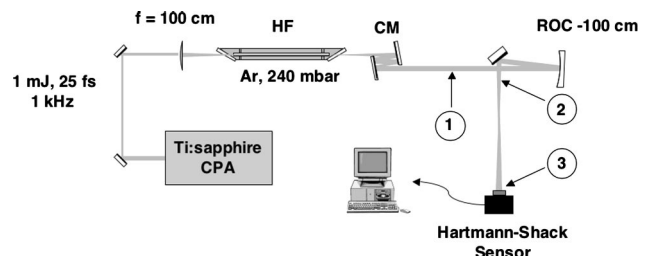 f = 100 cm
HF
CM
ROC -100 cm
1 mJ, 25 fs
1 kHz
Ar, 240 mbar
Ti:sapphire
CPA
1
2
3
Hartmann-Shack
Sensor